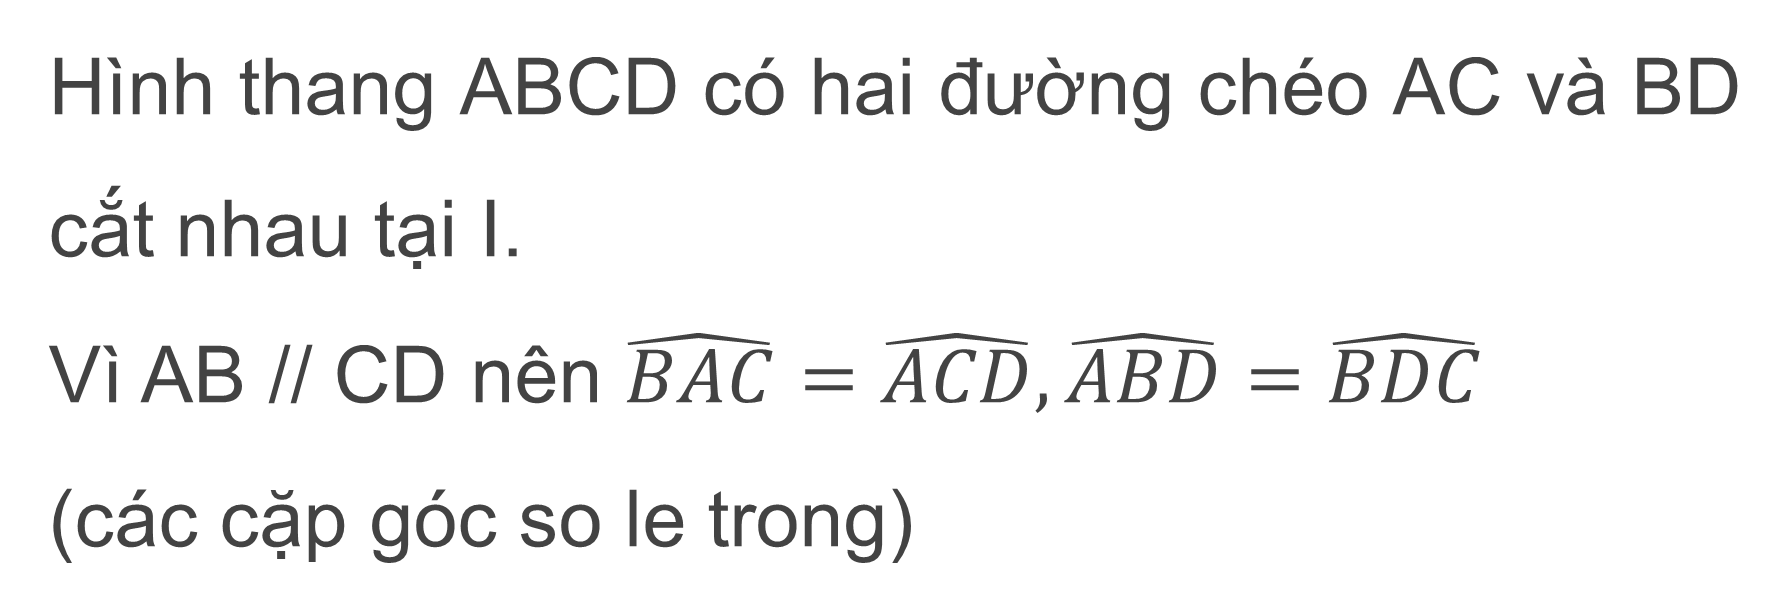 Hình thang ABCD có hai đường chéo AC và BD
cắt nhau tại I.
Vì AB // CD nên $\widehat{BAC} = \widehat{ACD}, \widehat{ABD} = \widehat{BDC}$
(các cặp góc so le trong)